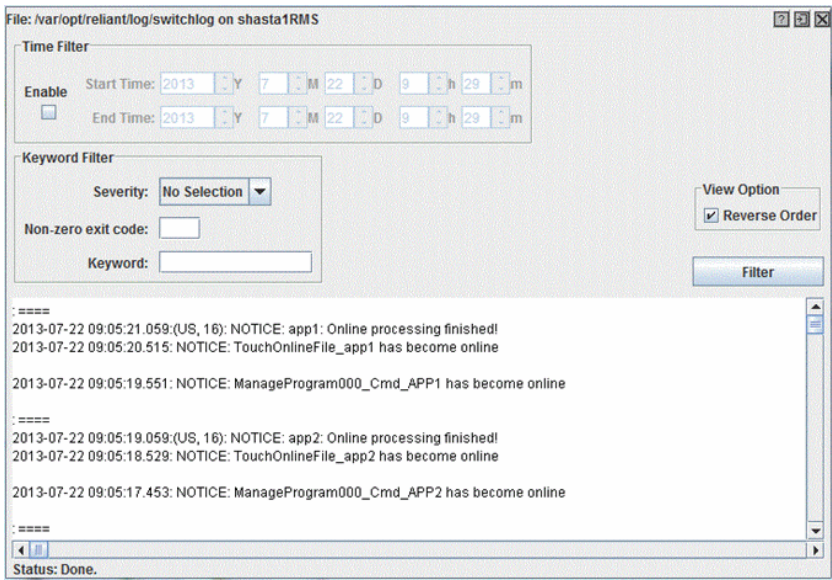 File: /var/opt/reliant/log/switchlog on shasta1RMS
Time Filter
Enable
Start Time: 2013 Y 7 M 22 D 9 h 29 m
End Time: 2013 Y 7 M 22 D 9 h 29 m
Keyword Filter
Severity: No Selection
Non-zero exit code:
Keyword:
View Option
Reverse Order
Filter
: ====
2013-07-22 09:05:21.059:(US, 16): NOTICE: app1: Online processing finished!
2013-07-22 09:05:20.515: NOTICE: TouchOnlineFile_app1 has become online
2013-07-22 09:05:19.551: NOTICE: ManageProgram000_Cmd_APP1 has become online
: ====
2013-07-22 09:05:19.059:(US, 16): NOTICE: app2: Online processing finished!
2013-07-22 09:05:18.529: NOTICE: TouchOnlineFile_app2 has become online
2013-07-22 09:05:17.453: NOTICE: ManageProgram000_Cmd_APP2 has become online
: ====
Status: Done.